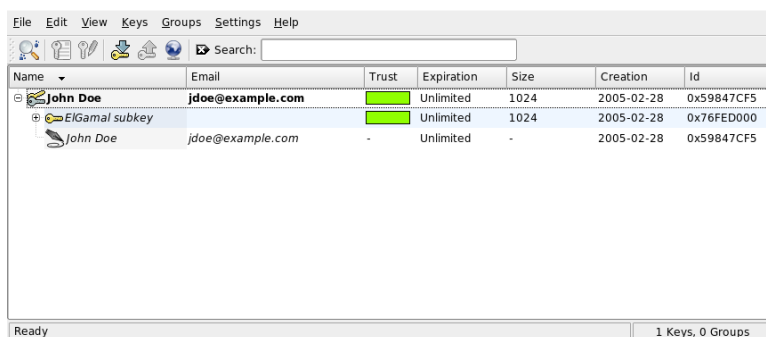 File Edit View Keys Groups Settings Help
Search:
Name Email Trust Expiration Size Creation Id
John Doe jdoe@example.com Unlimited 1024 2005-02-28 0x59847CF5
ElGamal subkey Unlimited 1024 2005-02-28 0x76FED000
John Doe jdoe@example.com - Unlimited - 2005-02-28 0x59847CF5
Ready 1 Keys, 0 Groups